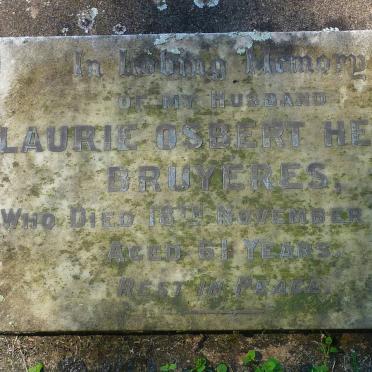 In Loving Memory
OF MY HUSBAND
LAURIE OSBERT HE
BRUYERES,
WHO DIED 18TH NOVEMBER
AGED 61 YEARS.
REST IN PEACE.